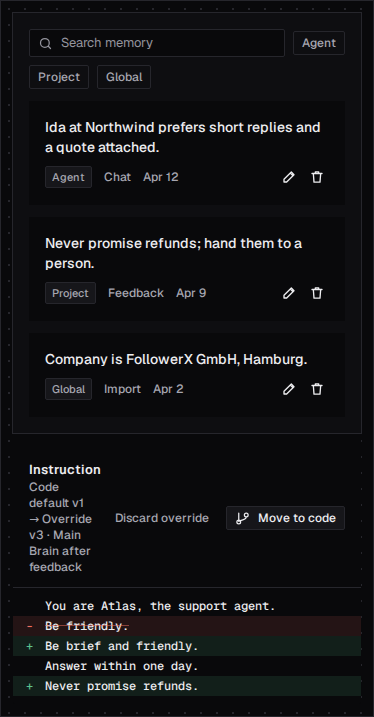 Search memory
Agent
Project
Global
Ida at Northwind prefers short replies and
a quote attached.
Agent
Chat
Apr 12
Never promise refunds; hand them to a
person.
Project
Feedback
Apr 9
Company is FollowerX GmbH, Hamburg.
Global
Import
Apr 2
Instruction
Code
default v1
→ Override
v3 · Main
Brain after
feedback
Discard override
Move to code
You are Atlas, the support agent.
- Be friendly.
+ Be brief and friendly.
Answer within one day.
+ Never promise refunds.